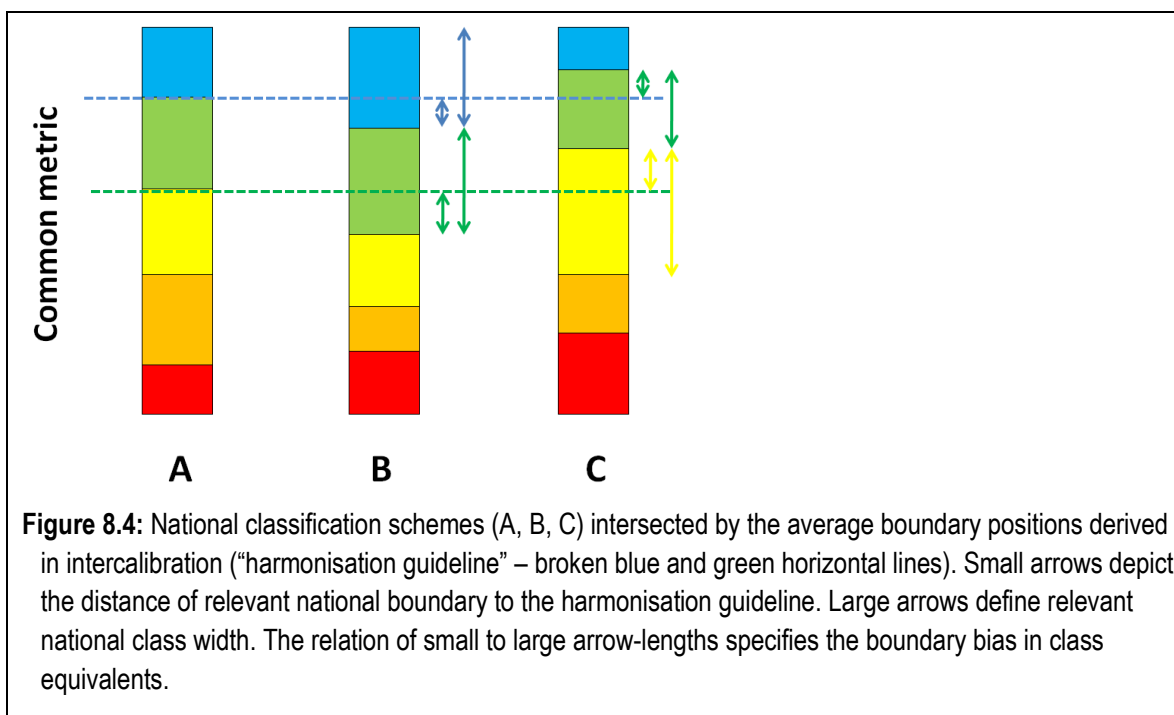 Common metric
A B C
Figure 8.4: National classification schemes (A, B, C) intersected by the average boundary positions derived
in intercalibration (“harmonisation guideline” – broken blue and green horizontal lines). Small arrows depict
the distance of relevant national boundary to the harmonisation guideline. Large arrows define relevant
national class width. The relation of small to large arrow-lengths specifies the boundary bias in class
equivalents.